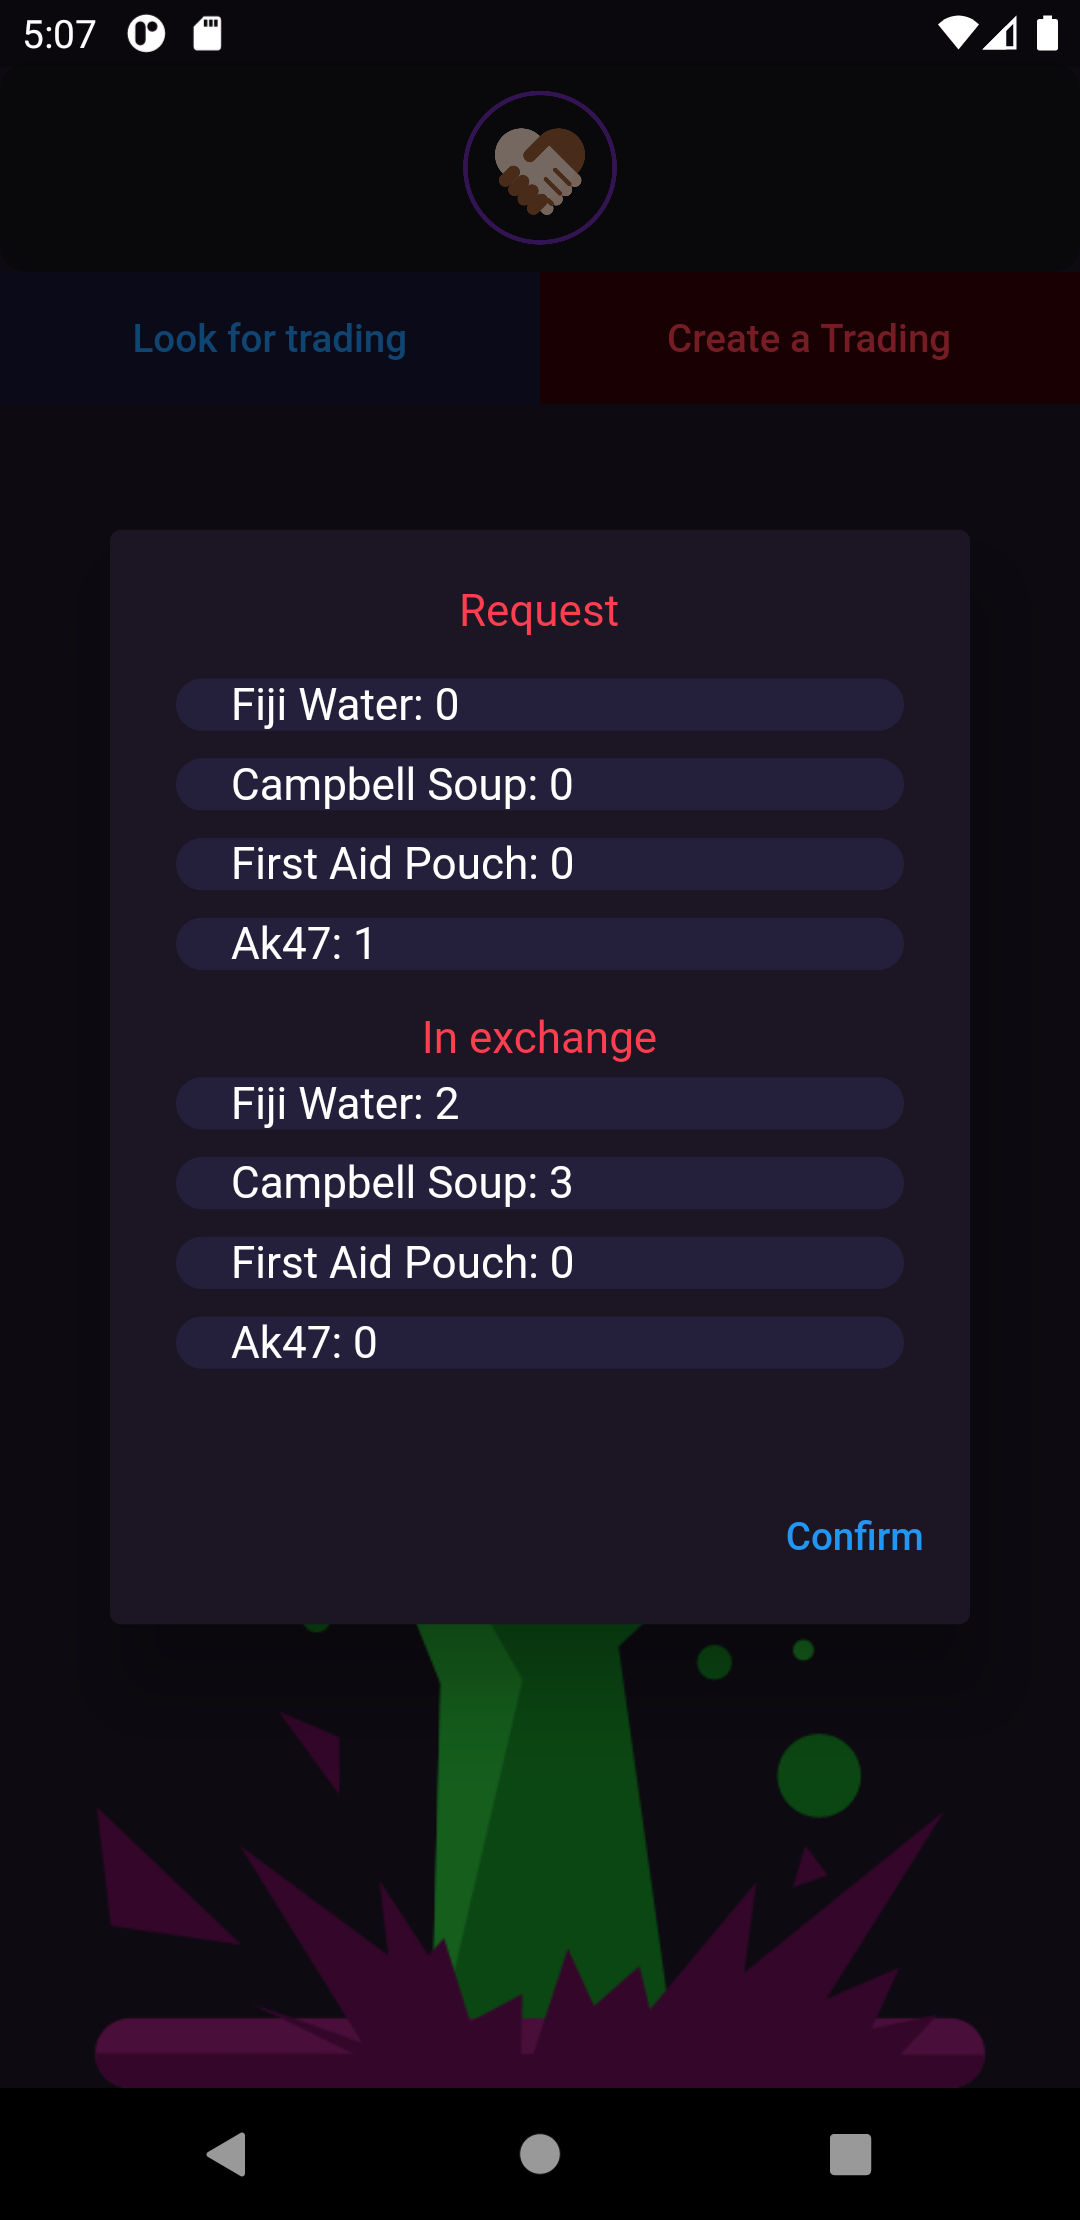 5:07
Look for trading
Create a Trading
Request
Fiji Water: 0
Campbell Soup: 0
First Aid Pouch: 0
Ak47: 1
In exchange
Fiji Water: 2
Campbell Soup: 3
First Aid Pouch: 0
Ak47: 0
Confirm